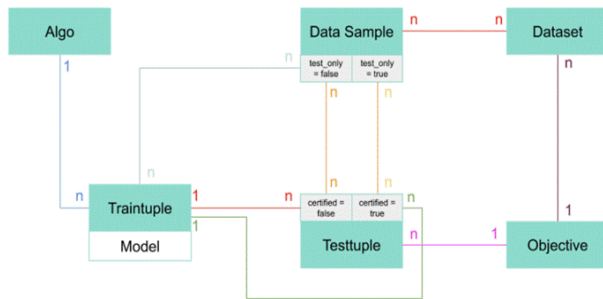 Algo
Data Sample
n
n
Dataset
1
n
test_only
= false
test_only
= true
n
n
n
n
n
n
n
1
certified =
false
certified =
true
n
Traintuple
1
n
1
Model
Testtuple
n
1
Objective